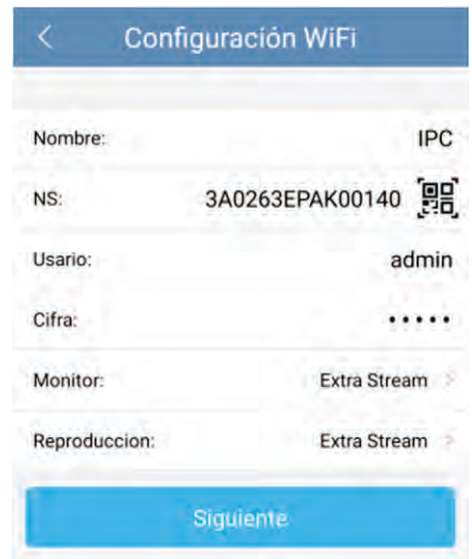 Configuración WiFi
Nombre: IPC
NS: 3A0263EPAK00140
Usario: admin
Cifra: •••••
Monitor: Extra Stream >
Reproduccion: Extra Stream >
Siguiente